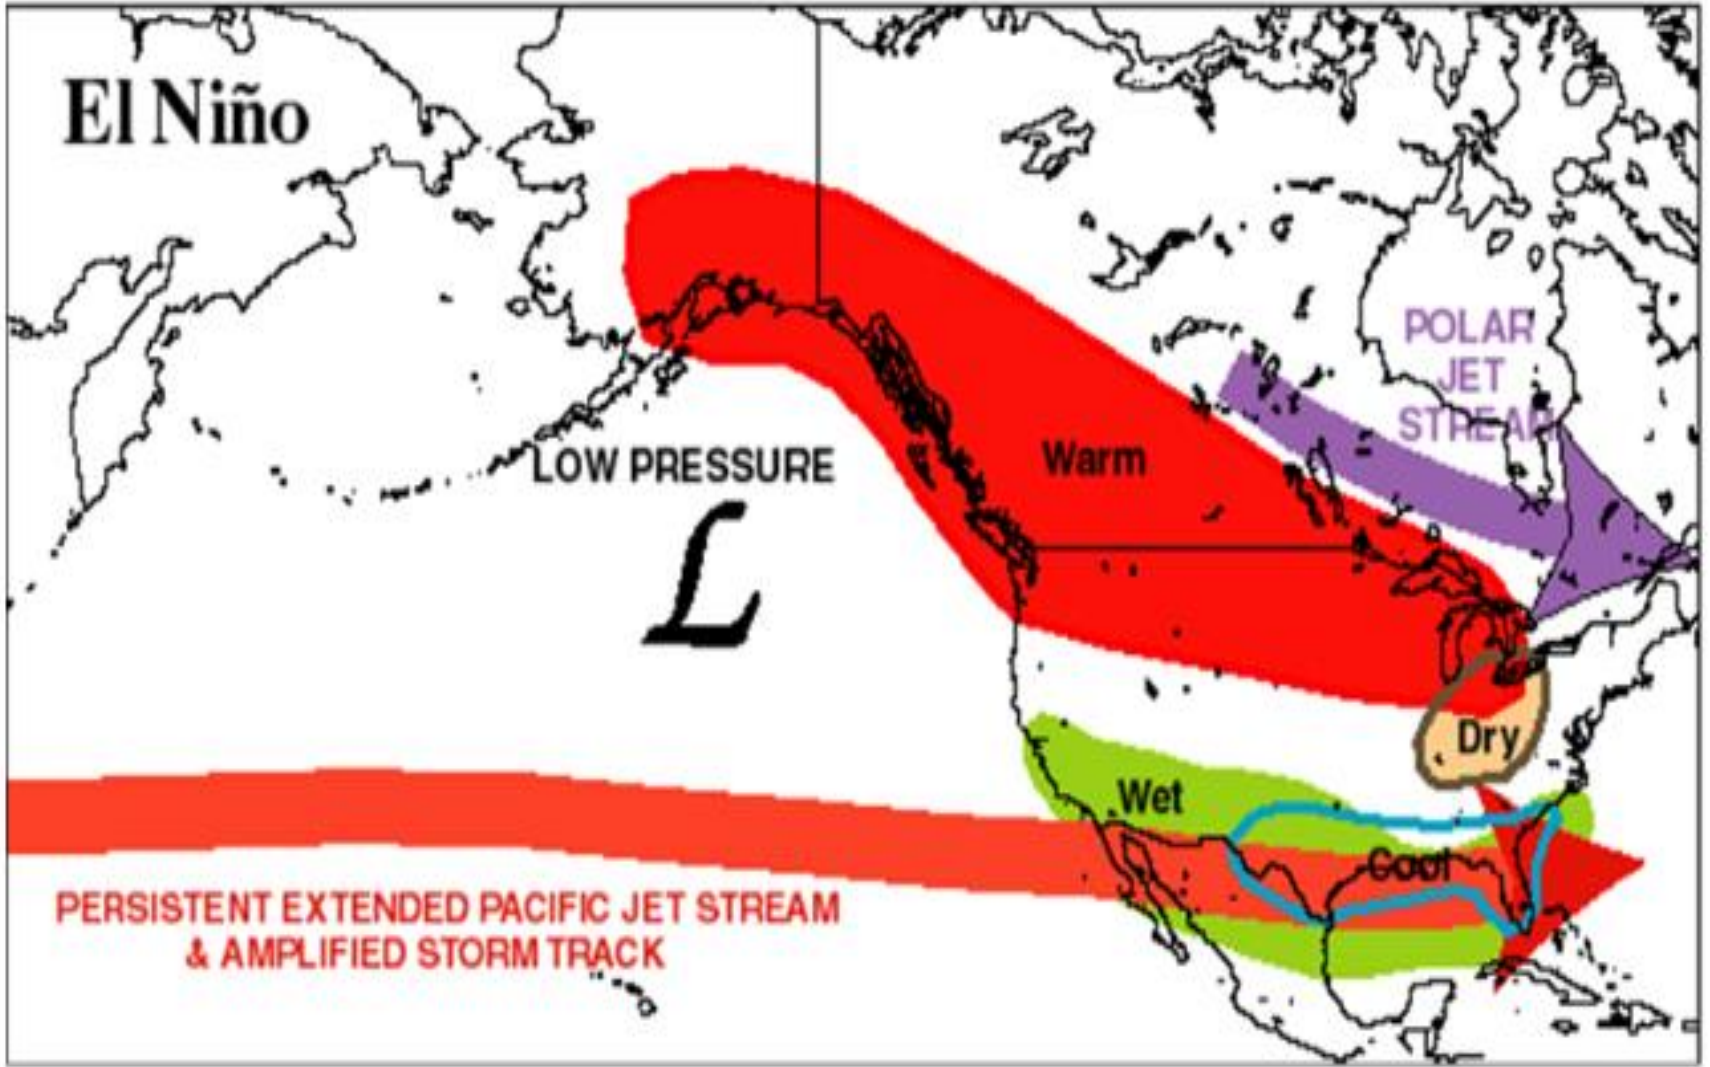 El Niño
POLAR
JET
STREAM
LOW PRESSURE
L
Warm
Dry
Wet
Cool
PERSISTENT EXTENDED PACIFIC JET STREAM
& AMPLIFIED STORM TRACK